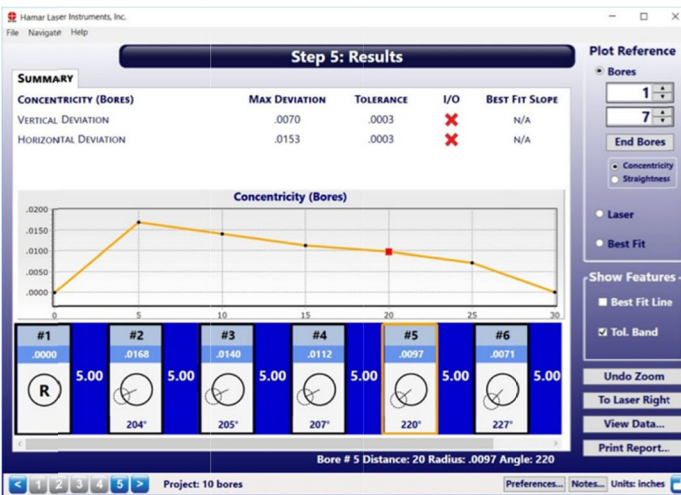 Hamar Laser Instruments, Inc.
File Navigate Help
Step 5: Results
SUMMARY
CONCENTRICITY (BORES) MAX DEVIATION TOLERANCE I/O BEST FIT SLOPE
VERTICAL DEVIATION .0070 .0003 N/A
HORIZONTAL DEVIATION .0153 .0003 N/A
Concentricity (Bores)
.0200
.0150
.0100
.0050
.0000
0 5 10 15 20 25 30
#1 #2 #3 #4 #5 #6
.0000 .0168 .0140 .0112 .0097 .0071
R 5.00 5.00 5.00 5.00 5.00 5.00
204° 205° 207° 220° 227°
Bore # 5 Distance: 20 Radius: .0097 Angle: 220
< 1 2 3 4 5 > Project: 10 bores Preferences... Notes... Units: inches
Plot Reference
Bores
1
7
End Bores
Concentricity
Straightness
Laser
Best Fit
Show Features
Best Fit Line
Tol. Band
Undo Zoom
To Laser Right
View Data...
Print Report...